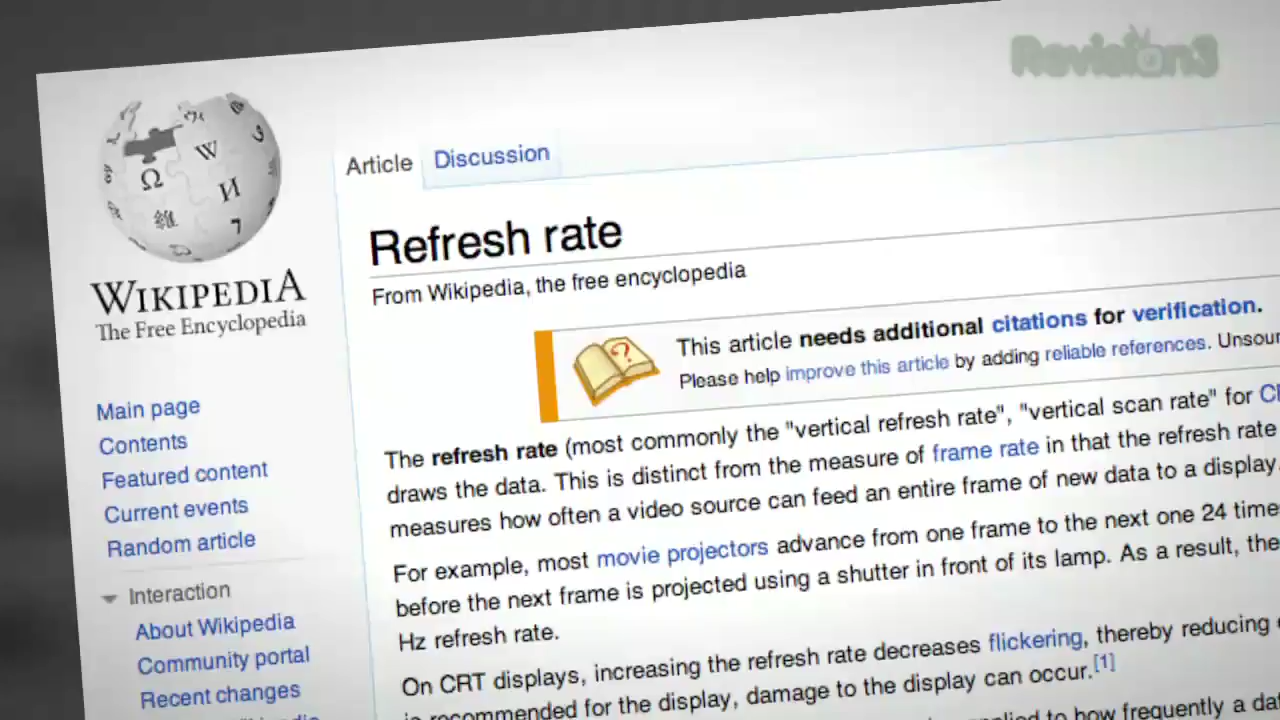 Revision3
WIKIPEDIA
The Free Encyclopedia
Main page
Contents
Featured content
Current events
Random article
Interaction
About Wikipedia
Community portal
Recent changes
Article Discussion
Refresh rate
From Wikipedia, the free encyclopedia
This article needs additional citations for verification.
Please help improve this article by adding reliable references.
The refresh rate (most commonly the "vertical refresh rate", "vertical scan rate" for
draws the data. This is distinct from the measure of frame rate in that the refresh rate
measures how often a video source can feed an entire frame of new data to a display.
For example, most movie projectors advance from one frame to the next one 24
before the next frame is projected using a shutter in front of its lamp. As a result, the
Hz refresh rate.
On CRT displays, increasing the refresh rate decreases flickering, thereby reducing
is recommended for the display, damage to the display can occur.[1]
to how frequently a